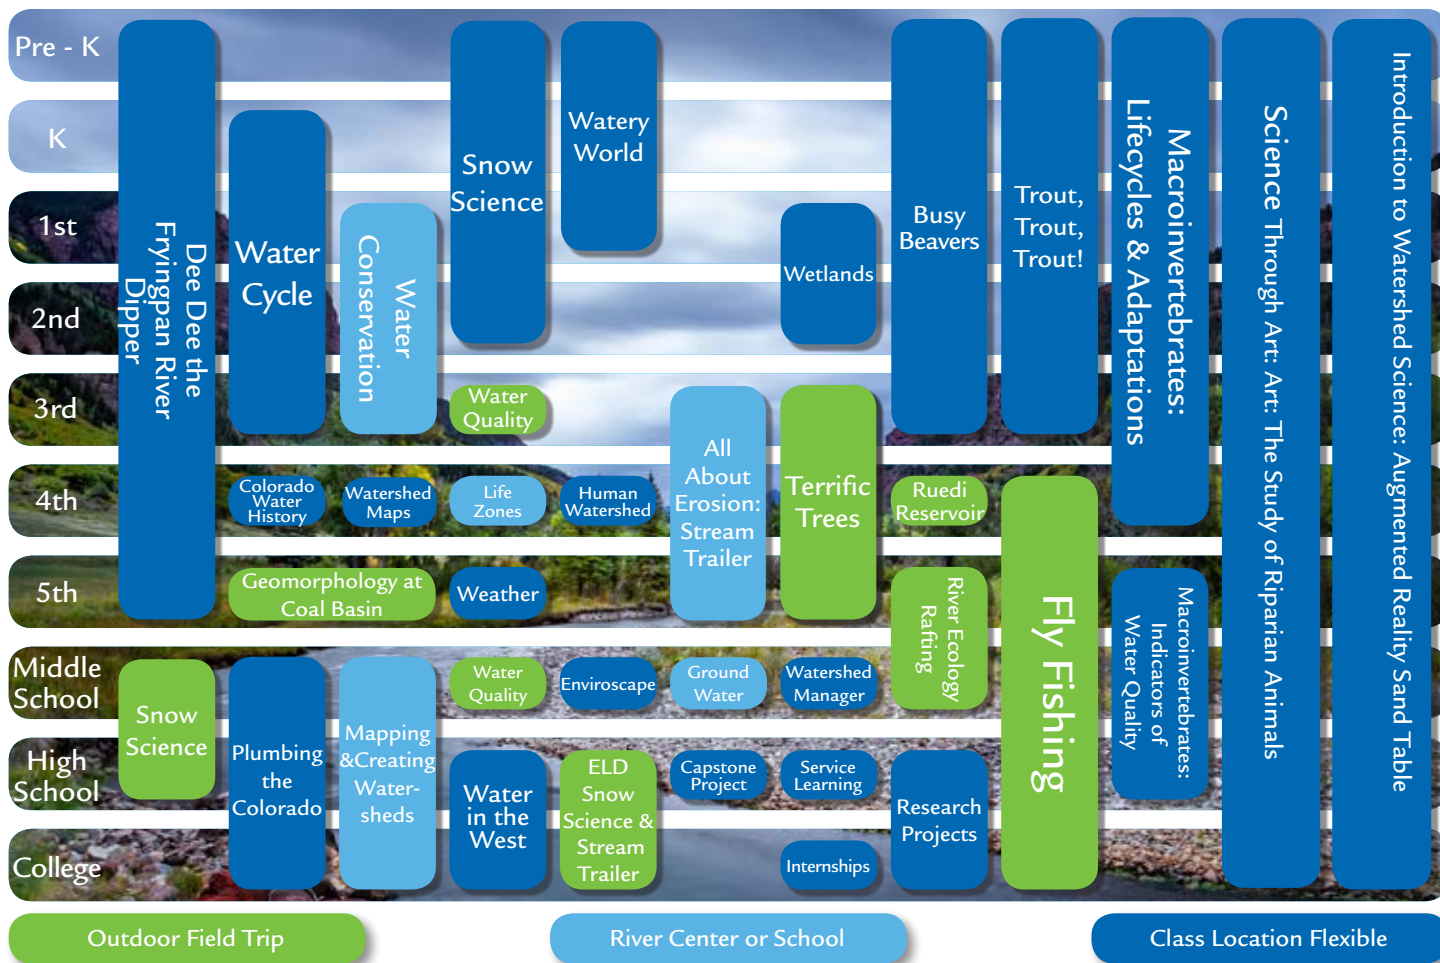 Pre - K
K
1st
2nd
3rd
4th
5th
Middle
School
High
School
College
Dee Dee the
Fryingpan River
Dipper
Water
Cycle
Water
Conservation
Snow
Science
Watery
World
Wetlands
Busy
Beavers
Trout,
Trout,
Trout!
Macroinvertebrates:
Lifecycles & Adaptations
Science Through Art: Art: The Study of Riparian Animals
Introduction to Watershed Science: Augmented Reality Sand Table
Water
Quality
All
About
Erosion:
Stream
Trailer
Terrific
Trees
Colorado
Water
History
Watershed
Maps
Life
Zones
Human
Watershed
Ruedi
Reservoir
Fly Fishing
Geomorphology at
Coal Basin
Weather
River Ecology
Rafting
Macroinvertebrates:
Indicators of
Water Quality
Snow
Science
Plumbing
the
Colorado
Mapping
&Creating
Water-
sheds
Water
Quality
Enviroscape
Ground
Water
Watershed
Manager
Water
in the
West
ELD
Snow
Science &
Stream
Trailer
Capstone
Project
Service
Learning
Research
Projects
Internships
Outdoor Field Trip
River Center or School
Class Location Flexible